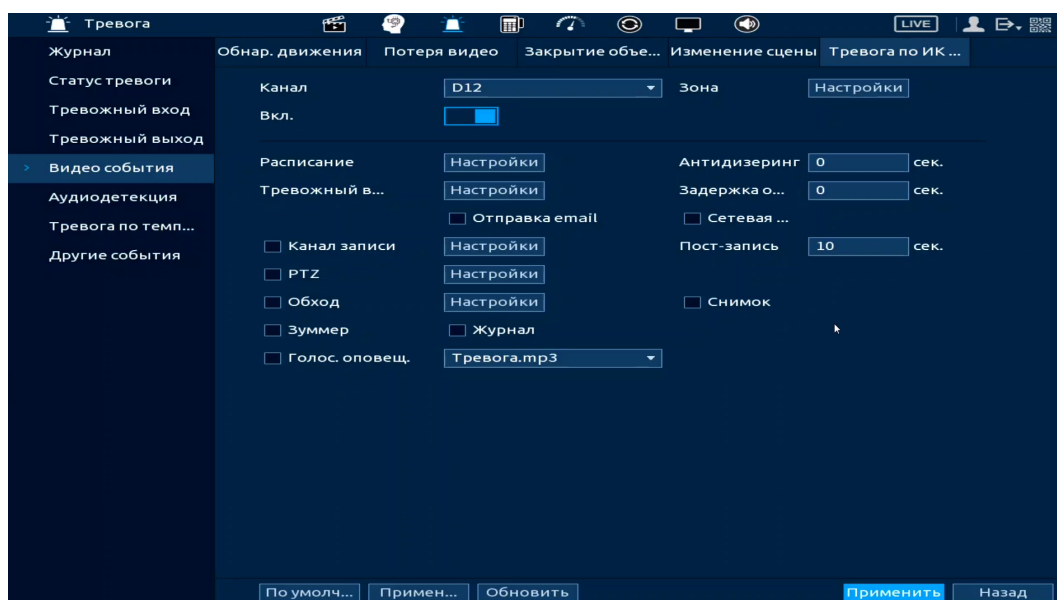 Тревога
LIVE
Журнал
Статус тревоги
Тревожный вход
Тревожный выход
Видео события
Аудиодетекция
Тревога по темп...
Другие события
Обнар. движения Потеря видео Закрытие объе... Изменение сцены Тревога по ИК ...
Канал D12 Зона Настройки
Вкл.
Расписание Настройки Антидизеринг 0 сек.
Тревожный в... Настройки Задержка о... 0 сек.
Отправка email Сетевая ...
Канал записи Настройки Пост-запись 10 сек.
PTZ Настройки
Обход Настройки Снимок
Зуммер Журнал
Голос. оповещ. Тревога.mp3
По умолч... Примен... Обновить Применить Назад